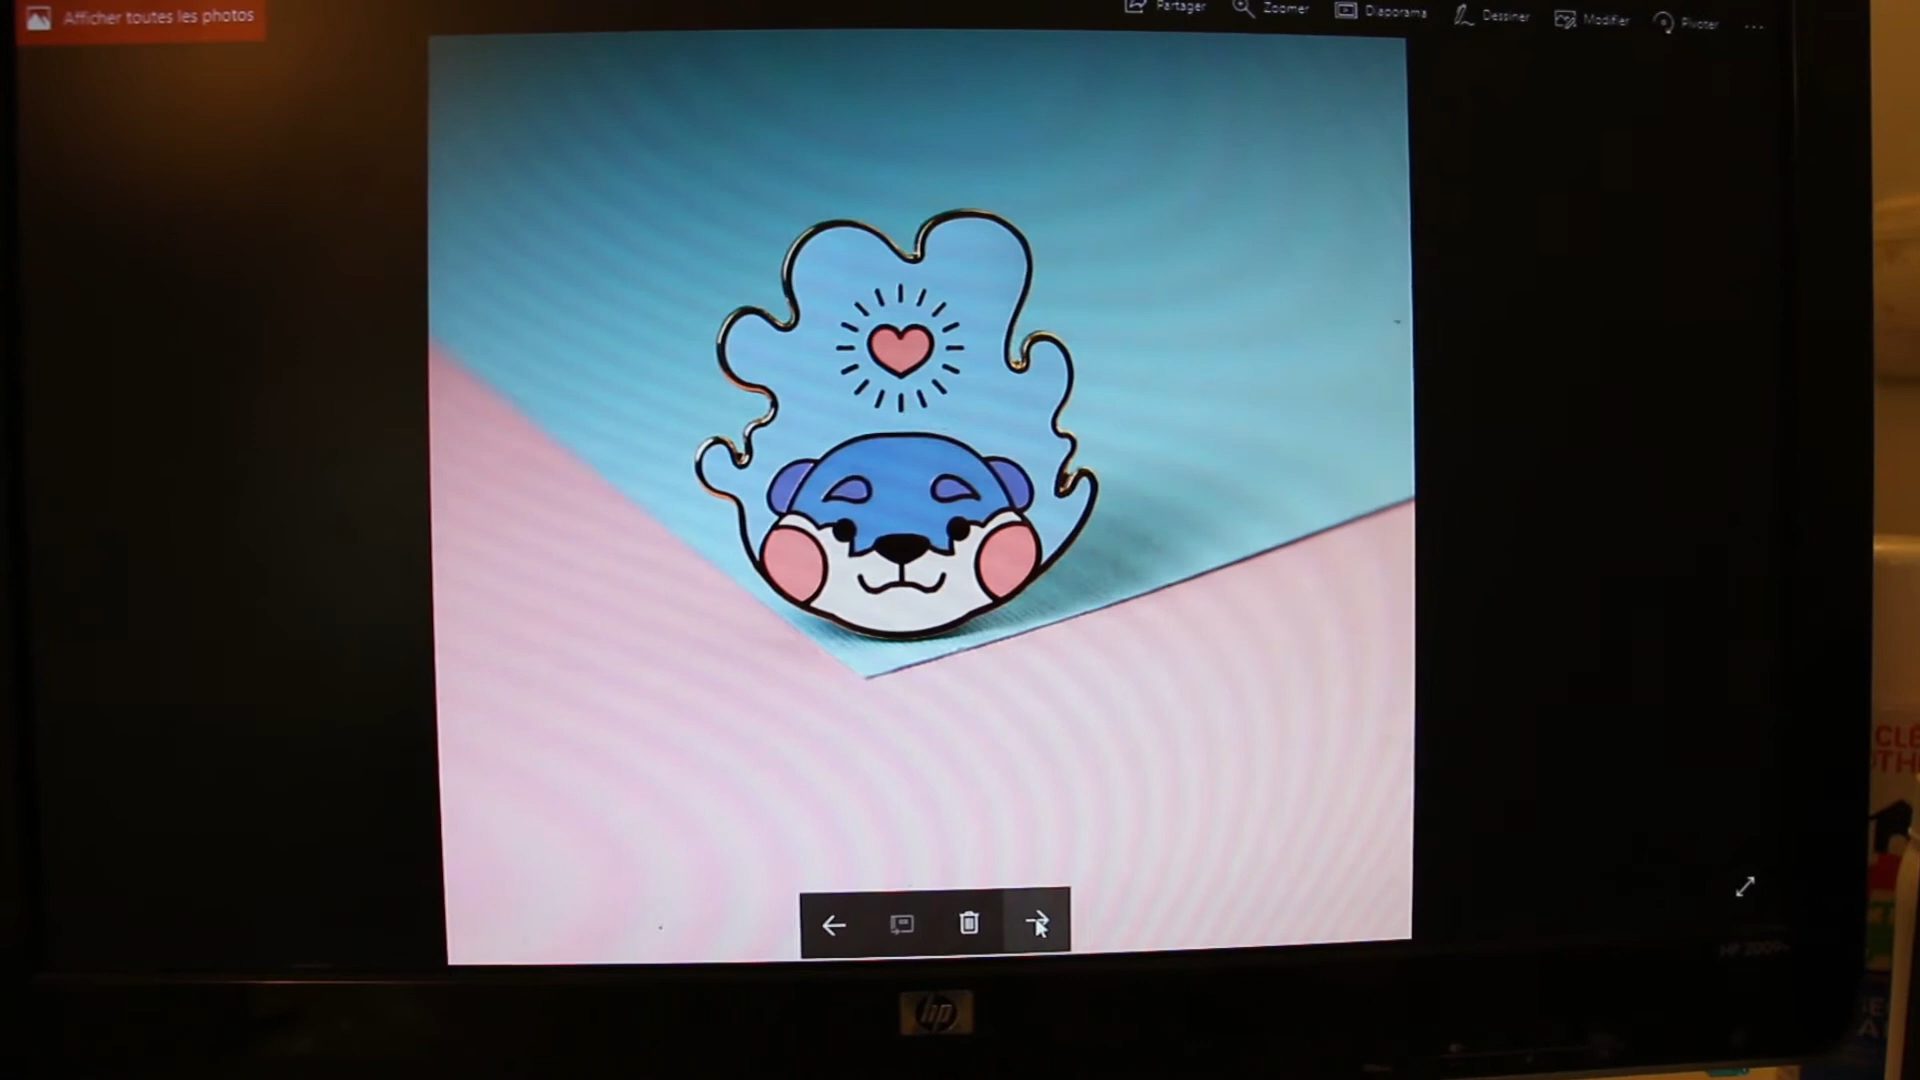 Afficher toutes les photos
Partager
Zoomer
Diaporama
Dessiner
Modifier
Pivoter
hp